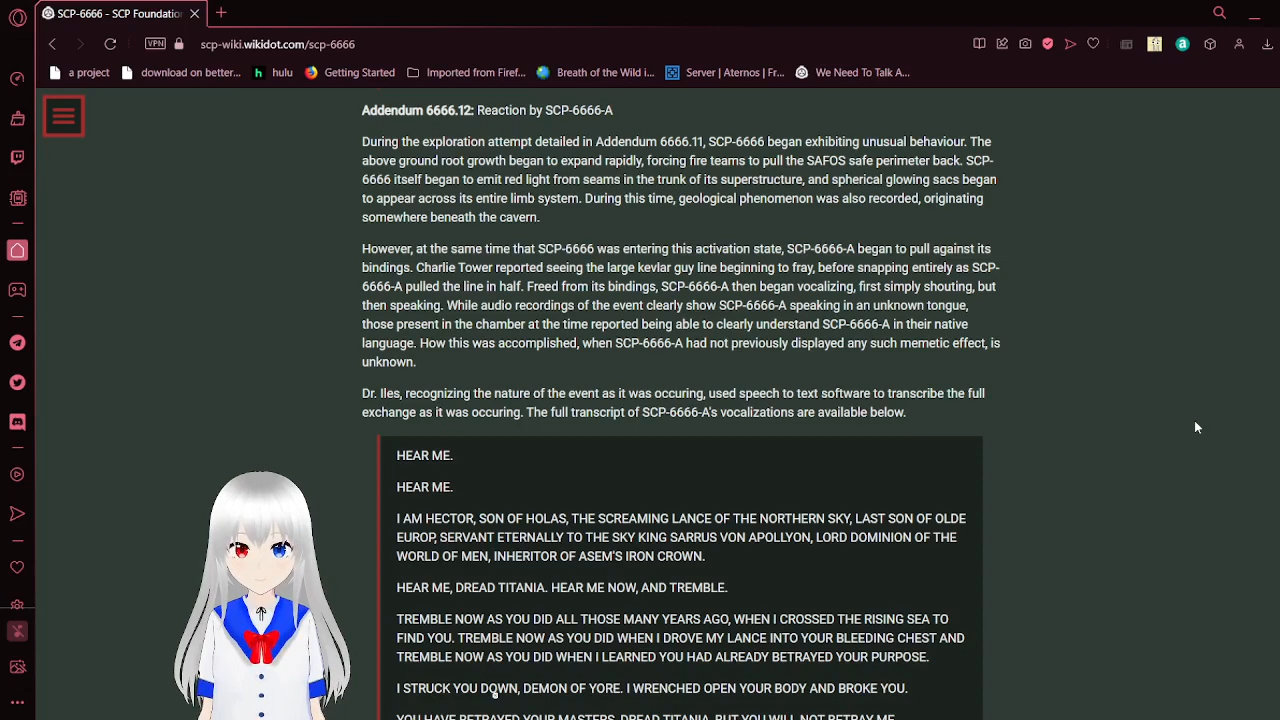 SCP-6666 - SCP Foundatio
VPN
scp-wiki.wikidot.com/scp-6666
a project
download on better...
hulu
Getting Started
Imported from Firef...
Breath of the Wild i...
Server | Aternos | Fr...
We Need To Talk A...
Addendum 6666.12: Reaction by SCP-6666-A
During the exploration attempt detailed in Addendum 6666.11, SCP-6666 began exhibiting unusual behaviour. The
above ground root growth began to expand rapidly, forcing fire teams to pull the SAFOS safe perimeter back. SCP-
6666 itself began to emit red light from seams in the trunk of its superstructure, and spherical glowing sacs began
to appear across its entire limb system. During this time, geological phenomenon was also recorded, originating
somewhere beneath the cavern.
However, at the same time that SCP-6666 was entering this activation state, SCP-6666-A began to pull against its
bindings. Charlie Tower reported seeing the large kevlar guy line beginning to fray, before snapping entirely as SCP-
6666-A pulled the line in half. Freed from its bindings, SCP-6666-A then began vocalizing, first simply shouting, but
then speaking. While audio recordings of the event clearly show SCP-6666-A speaking in an unknown tongue,
those present in the chamber at the time reported being able to clearly understand SCP-6666-A in their native
language. How this was accomplished, when SCP-6666-A had not previously displayed any such memetic effect, is
unknown.
Dr. Iles, recognizing the nature of the event as it was occuring, used speech to text software to transcribe the full
exchange as it was occuring. The full transcript of SCP-6666-A's vocalizations are available below.
HEAR ME.
HEAR ME.
I AM HECTOR, SON OF HOLAS, THE SCREAMING LANCE OF THE NORTHERN SKY, LAST SON OF OLDE
EUROP, SERVANT ETERNALLY TO THE SKY KING SARRUS VON APOLLYON, LORD DOMINION OF THE
WORLD OF MEN, INHERITOR OF ASEM'S IRON CROWN.
HEAR ME, DREAD TITANIA. HEAR ME NOW, AND TREMBLE.
TREMBLE NOW AS YOU DID ALL THOSE MANY YEARS AGO, WHEN I CROSSED THE RISING SEA TO
FIND YOU. TREMBLE NOW AS YOU DID WHEN I DROVE MY LANCE INTO YOUR BLEEDING CHEST AND
TREMBLE NOW AS YOU DID WHEN I LEARNED YOU HAD ALREADY BETRAYED YOUR PURPOSE.
I STRUCK YOU DOWN, DEMON OF YORE. I WRENCHED OPEN YOUR BODY AND BROKE YOU.
YOU HAVE BETRAYED YOUR MASTERS, DREAD TITANIA, BUT YOU WILL NOT BETRAY ME.